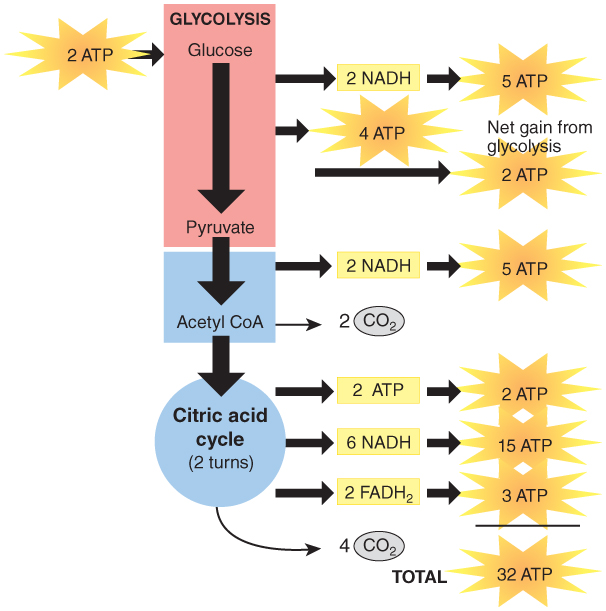 GLYCOLYSIS
2 ATP
Glucose
2 NADH
5 ATP
4 ATP
Net gain from
glycolysis
2 ATP
Pyruvate
2 NADH
5 ATP
Acetyl CoA
2 CO₂
2 ATP
2 ATP
Citric acid
cycle
(2 turns)
6 NADH
15 ATP
2 FADH₂
3 ATP
4 CO₂
TOTAL
32 ATP